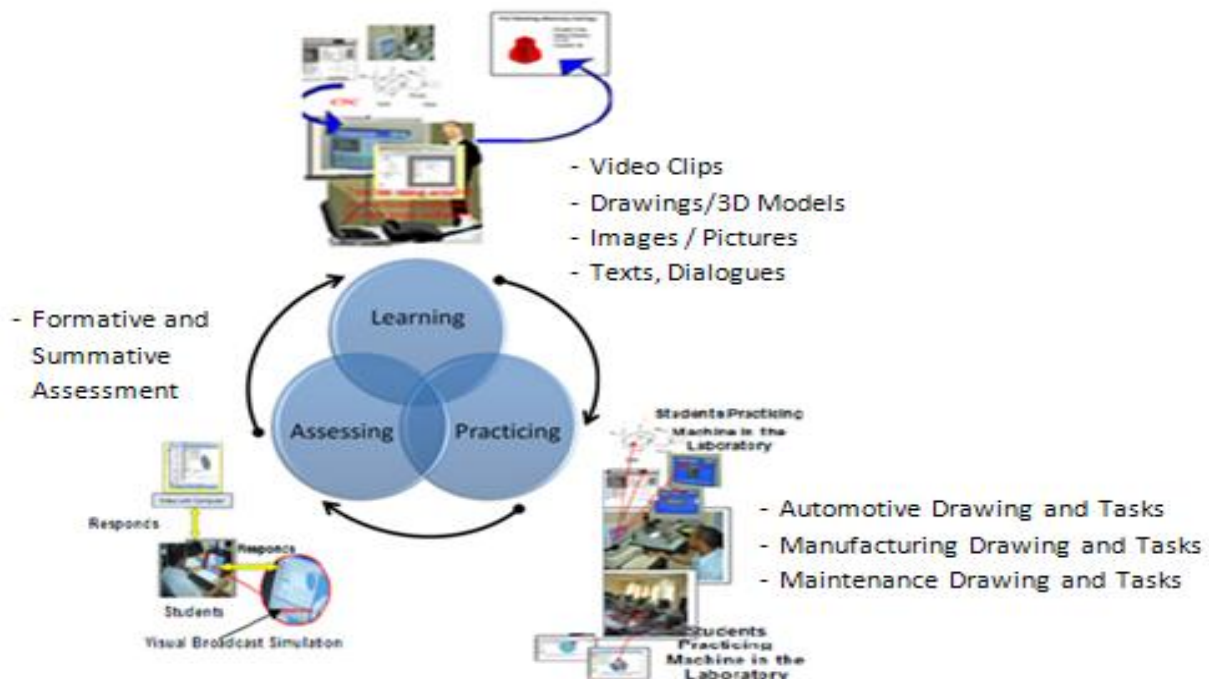 CNC
- Video Clips
- Drawings/3D Models
- Images / Pictures
- Texts, Dialogues
Learning
- Formative and
Summative
Assessment
Assessing
Practicing
Students Practicing
Machine in the
Laboratory
Responds
Responds
Students
Visual Broadcast Simulation
- Automotive Drawing and Tasks
- Manufacturing Drawing and Tasks
- Maintenance Drawing and Tasks
Students
Practicing
Machine in the
Laboratory